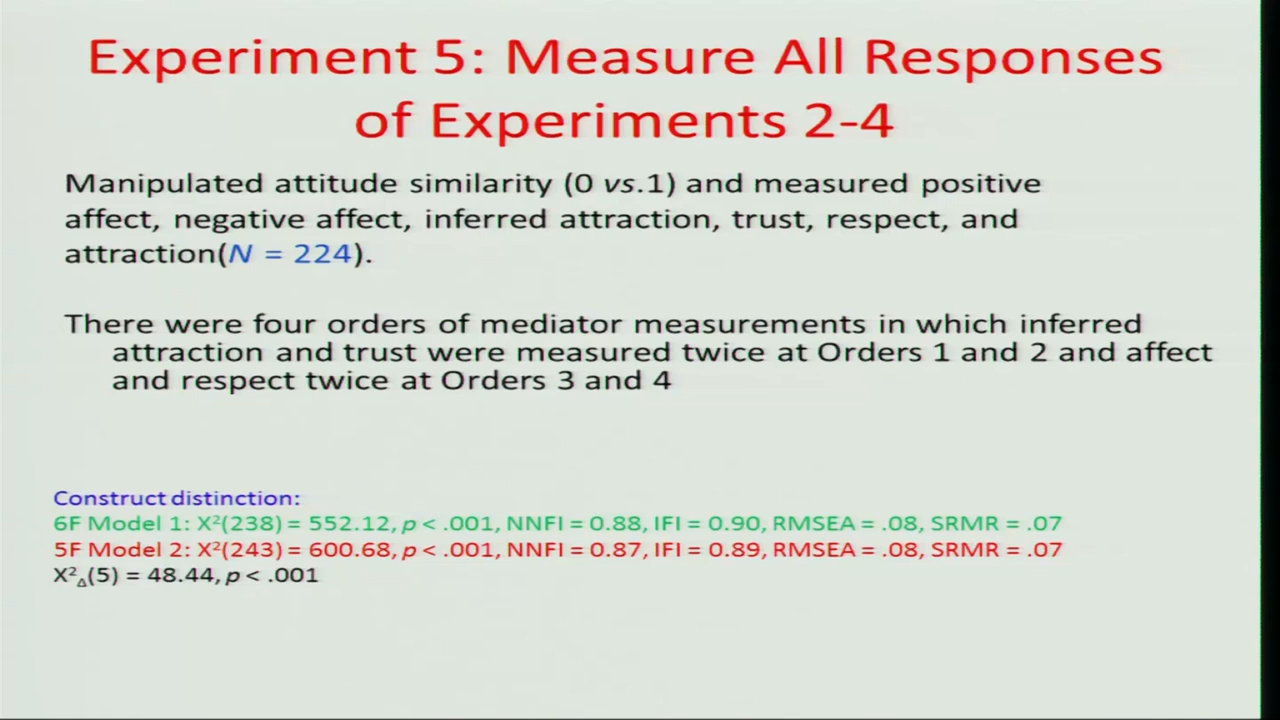 Experiment 5: Measure All Responses
of Experiments 2-4
Manipulated attitude similarity (0 vs.1) and measured positive
affect, negative affect, inferred attraction, trust, respect, and
attraction(N = 224).
There were four orders of mediator measurements in which inferred
attraction and trust were measured twice at Orders 1 and 2 and affect
and respect twice at Orders 3 and 4
Construct distinction:
6F Model 1: X²(238) = 552.12, p < .001, NNFI = 0.88, IFI = 0.90, RMSEA = .08, SRMR = .07
5F Model 2: X²(243) = 600.68, p < .001, NNFI = 0.87, IFI = 0.89, RMSEA = .08, SRMR = .07
X²Δ(5) = 48.44, p < .001